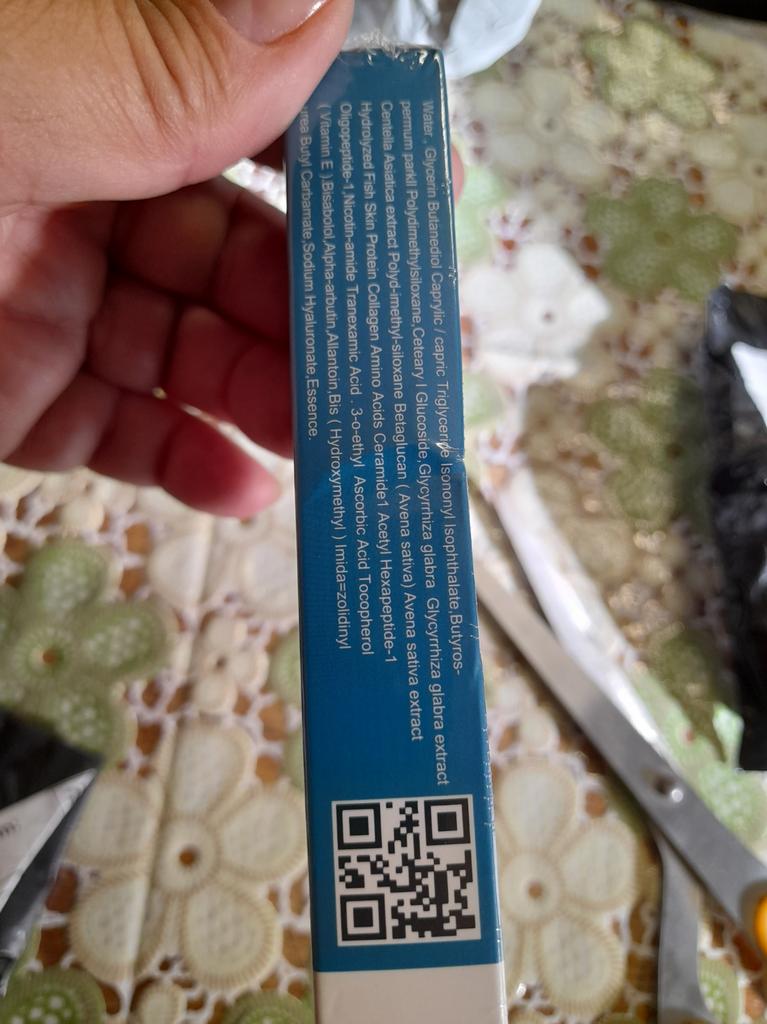 Water , Glycerin Butanediol Caprylic / capric Triglyceride Isononyl Isophthalate,Butyros-
permum parkII Polydimethylsiloxane,Ceteary l Glucoside,Glycyrrhiza glabra Glycyrrhiza glabra extract
Centella Asiatica extract Polyd-imethyl-siloxane Betaglucan ( Avena sativa) Avena sativa extract
Hydrolyzed Fish Skin Protein Collagen Amino Acids Ceramide1 Acetyl Hexapeptide-1
Oligopeptide-1,Nicotin-amide Tranexamic Acid . 3-o-ethyl Ascorbic Acid Tocopherol
( Vitamin E ),Bisabolol,Alpha-arbutin,Allantoin,Bis ( Hydroxymethyl ) Imida=zolidinyl
urea Butyl Carbamate,Sodium Hyaluronate,Essence.